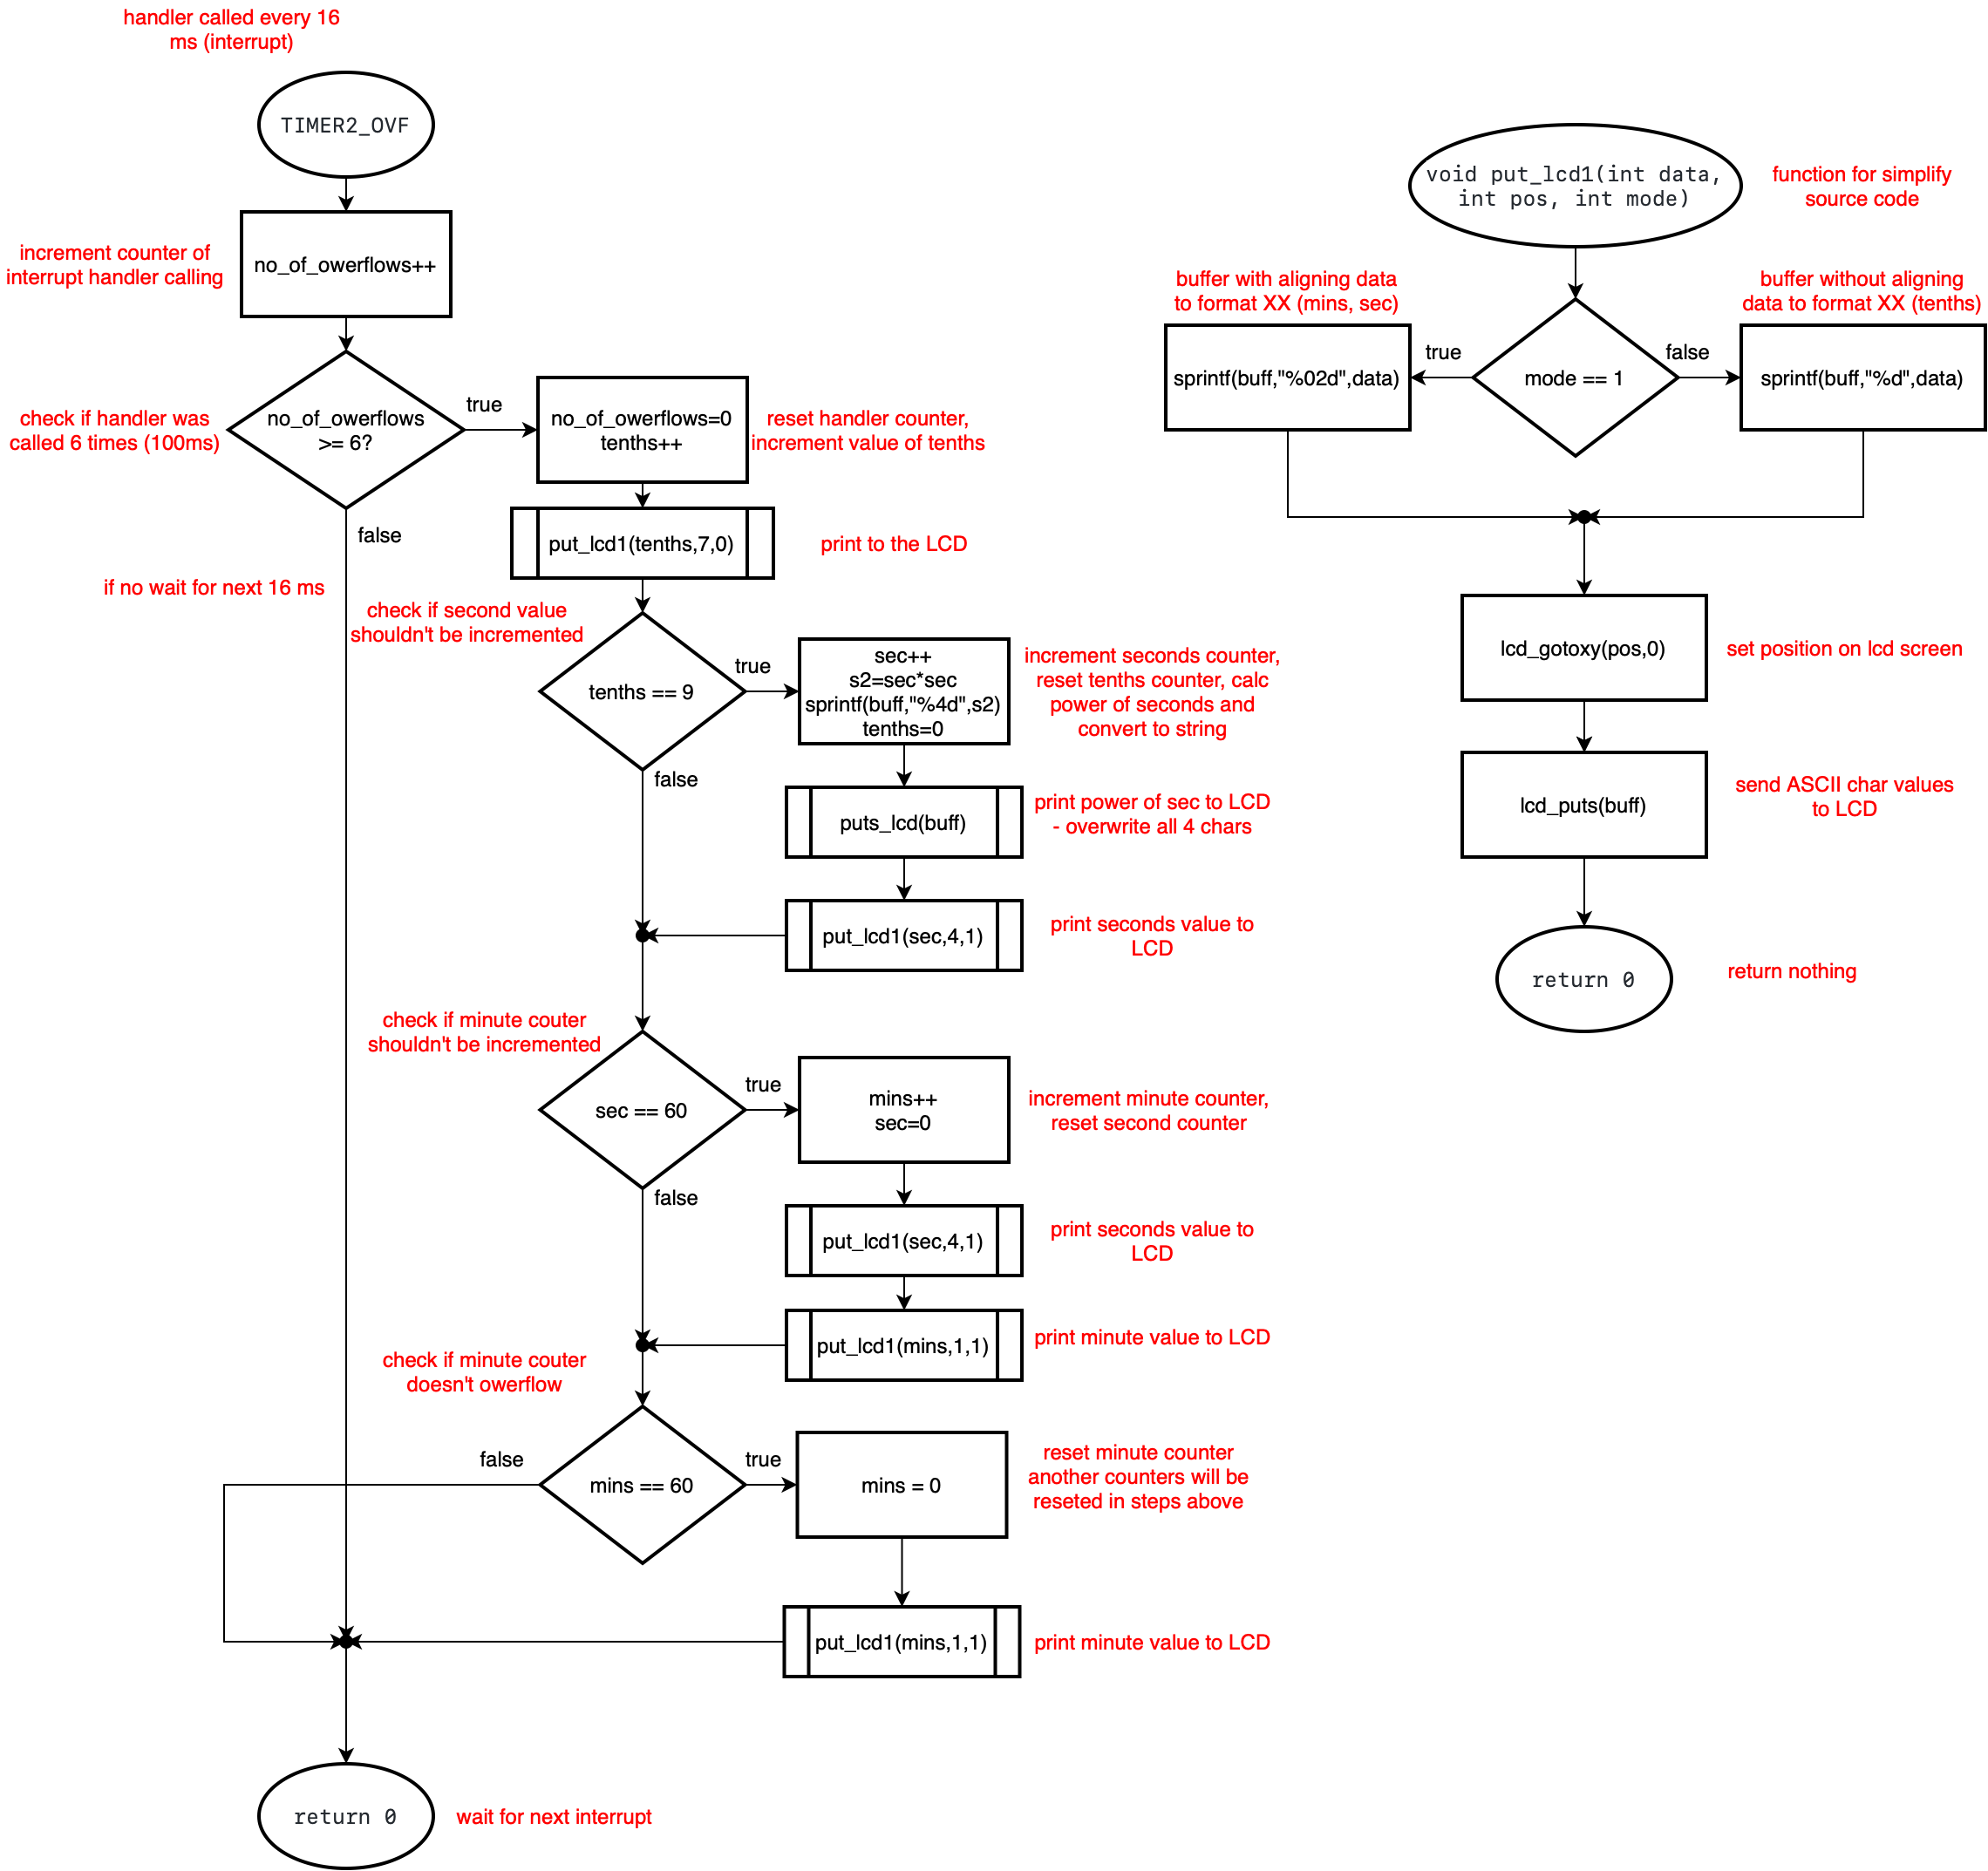 handler called every 16
ms (interrupt)
TIMER2_OVF
increment counter of
interrupt handler calling
no_of_owerflows++
check if handler was
called 6 times (100ms)
no_of_owerflows
>= 6?
true
no_of_owerflows=0
tenths++
reset handler counter,
increment value of tenths
false
if no wait for next 16 ms
put_lcd1(tenths,7,0)
print to the LCD
check if second value
shouldn't be incremented
tenths == 9
true
sec++
s2=sec*sec
sprintf(buff,"%4d",s2)
tenths=0
increment seconds counter,
reset tenths counter, calc
power of seconds and
convert to string
false
puts_lcd(buff)
print power of sec to LCD
- overwrite all 4 chars
put_lcd1(sec,4,1)
print seconds value to
LCD
check if minute couter
shouldn't be incremented
sec == 60
true
mins++
sec=0
increment minute counter,
reset second counter
false
put_lcd1(sec,4,1)
print seconds value to
LCD
put_lcd1(mins,1,1)
print minute value to LCD
check if minute couter
doesn't owerflow
false
mins == 60
true
mins = 0
reset minute counter
another counters will be
reseted in steps above
put_lcd1(mins,1,1)
print minute value to LCD
return 0
wait for next interrupt
void put_lcd1(int data,
int pos, int mode)
function for simplify
source code
buffer with aligning data
to format XX (mins, sec)
buffer without aligning
data to format XX (tenths)
sprintf(buff,"%02d",data)
true
mode == 1
false
sprintf(buff,"%d",data)
lcd_gotoxy(pos,0)
set position on lcd screen
lcd_puts(buff)
send ASCII char values
to LCD
return 0
return nothing